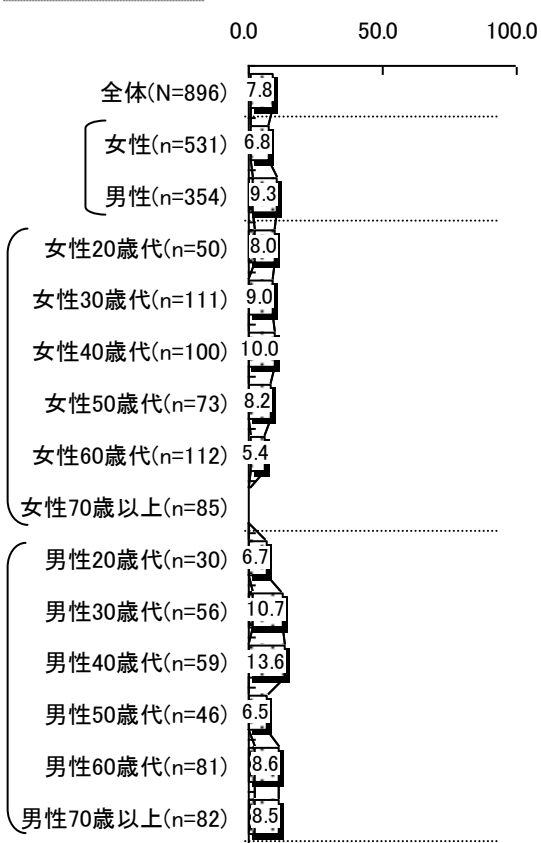 0.0 50.0 100.0
全体(N=896) 7.8
女性(n=531) 6.8
男性(n=354) 9.3
女性20歳代(n=50) 8.0
女性30歳代(n=111) 9.0
女性40歳代(n=100) 10.0
女性50歳代(n=73) 8.2
女性60歳代(n=112) 5.4
女性70歳以上(n=85)
男性20歳代(n=30) 6.7
男性30歳代(n=56) 10.7
男性40歳代(n=59) 13.6
男性50歳代(n=46) 6.5
男性60歳代(n=81) 8.6
男性70歳以上(n=82) 8.5